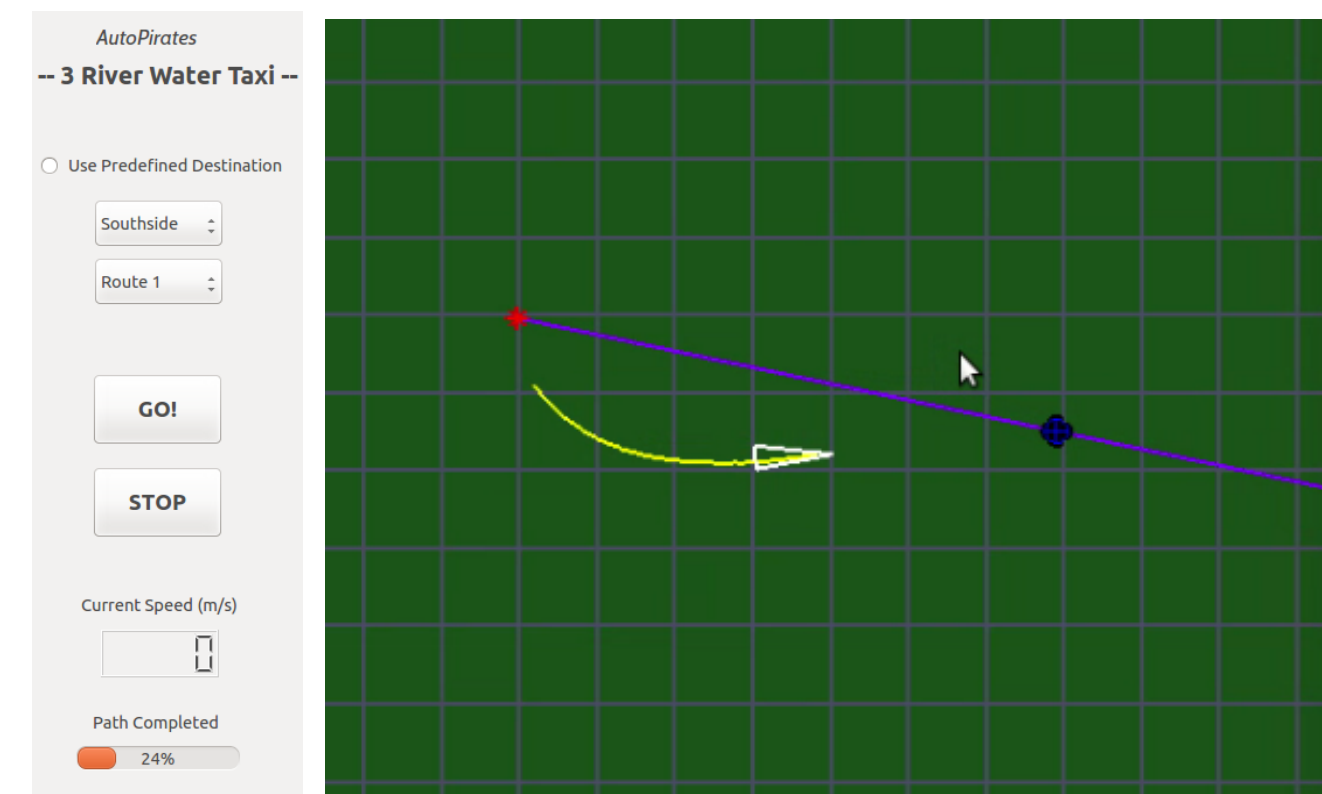 AutoPirates
-- 3 River Water Taxi --
Use Predefined Destination
Southside
Route 1
GO!
STOP
Current Speed (m/s)
0
Path Completed
24%